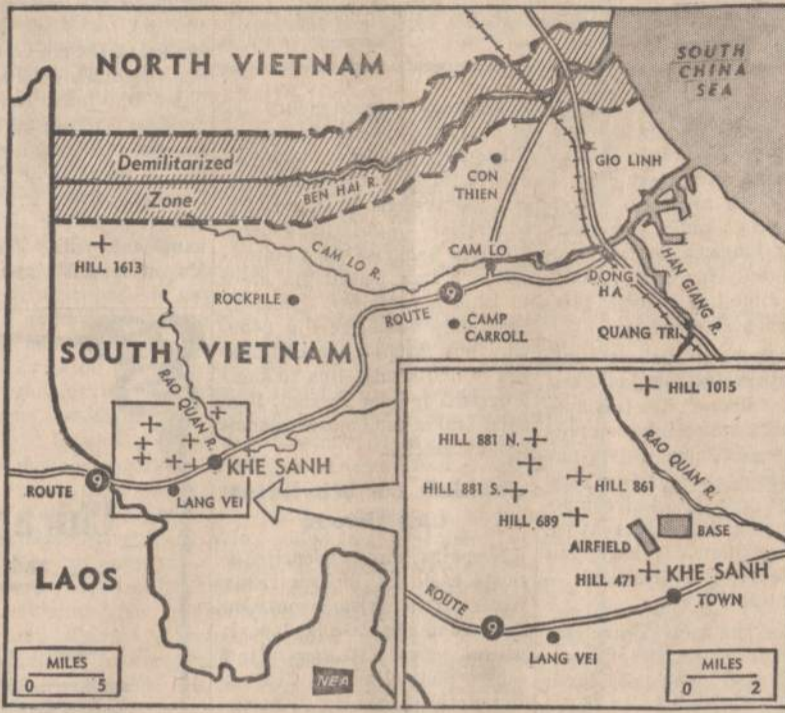 NORTH VIETNAM
SOUTH
CHINA
SEA
Demilitarized
Zone
BEN HAI R.
CON
THIEN
GIO LINH
HILL 1613
CAM LO R.
CAM LO
DONG
HA
HAN GIANG R.
ROCKPILE
ROUTE
9
CAMP
CARROLL
QUANG TRI
SOUTH VIETNAM
RAO QUAN R.
KHE SANH
ROUTE
9
LANG VEI
LAOS
MILES
0 5
NEA
HILL 1015
RAO QUAN R.
HILL 881 N.
HILL 881 S.
HILL 861
HILL 689
AIRFIELD
BASE
HILL 471
KHE SANH
TOWN
ROUTE
9
LANG VEI
MILES
0 2